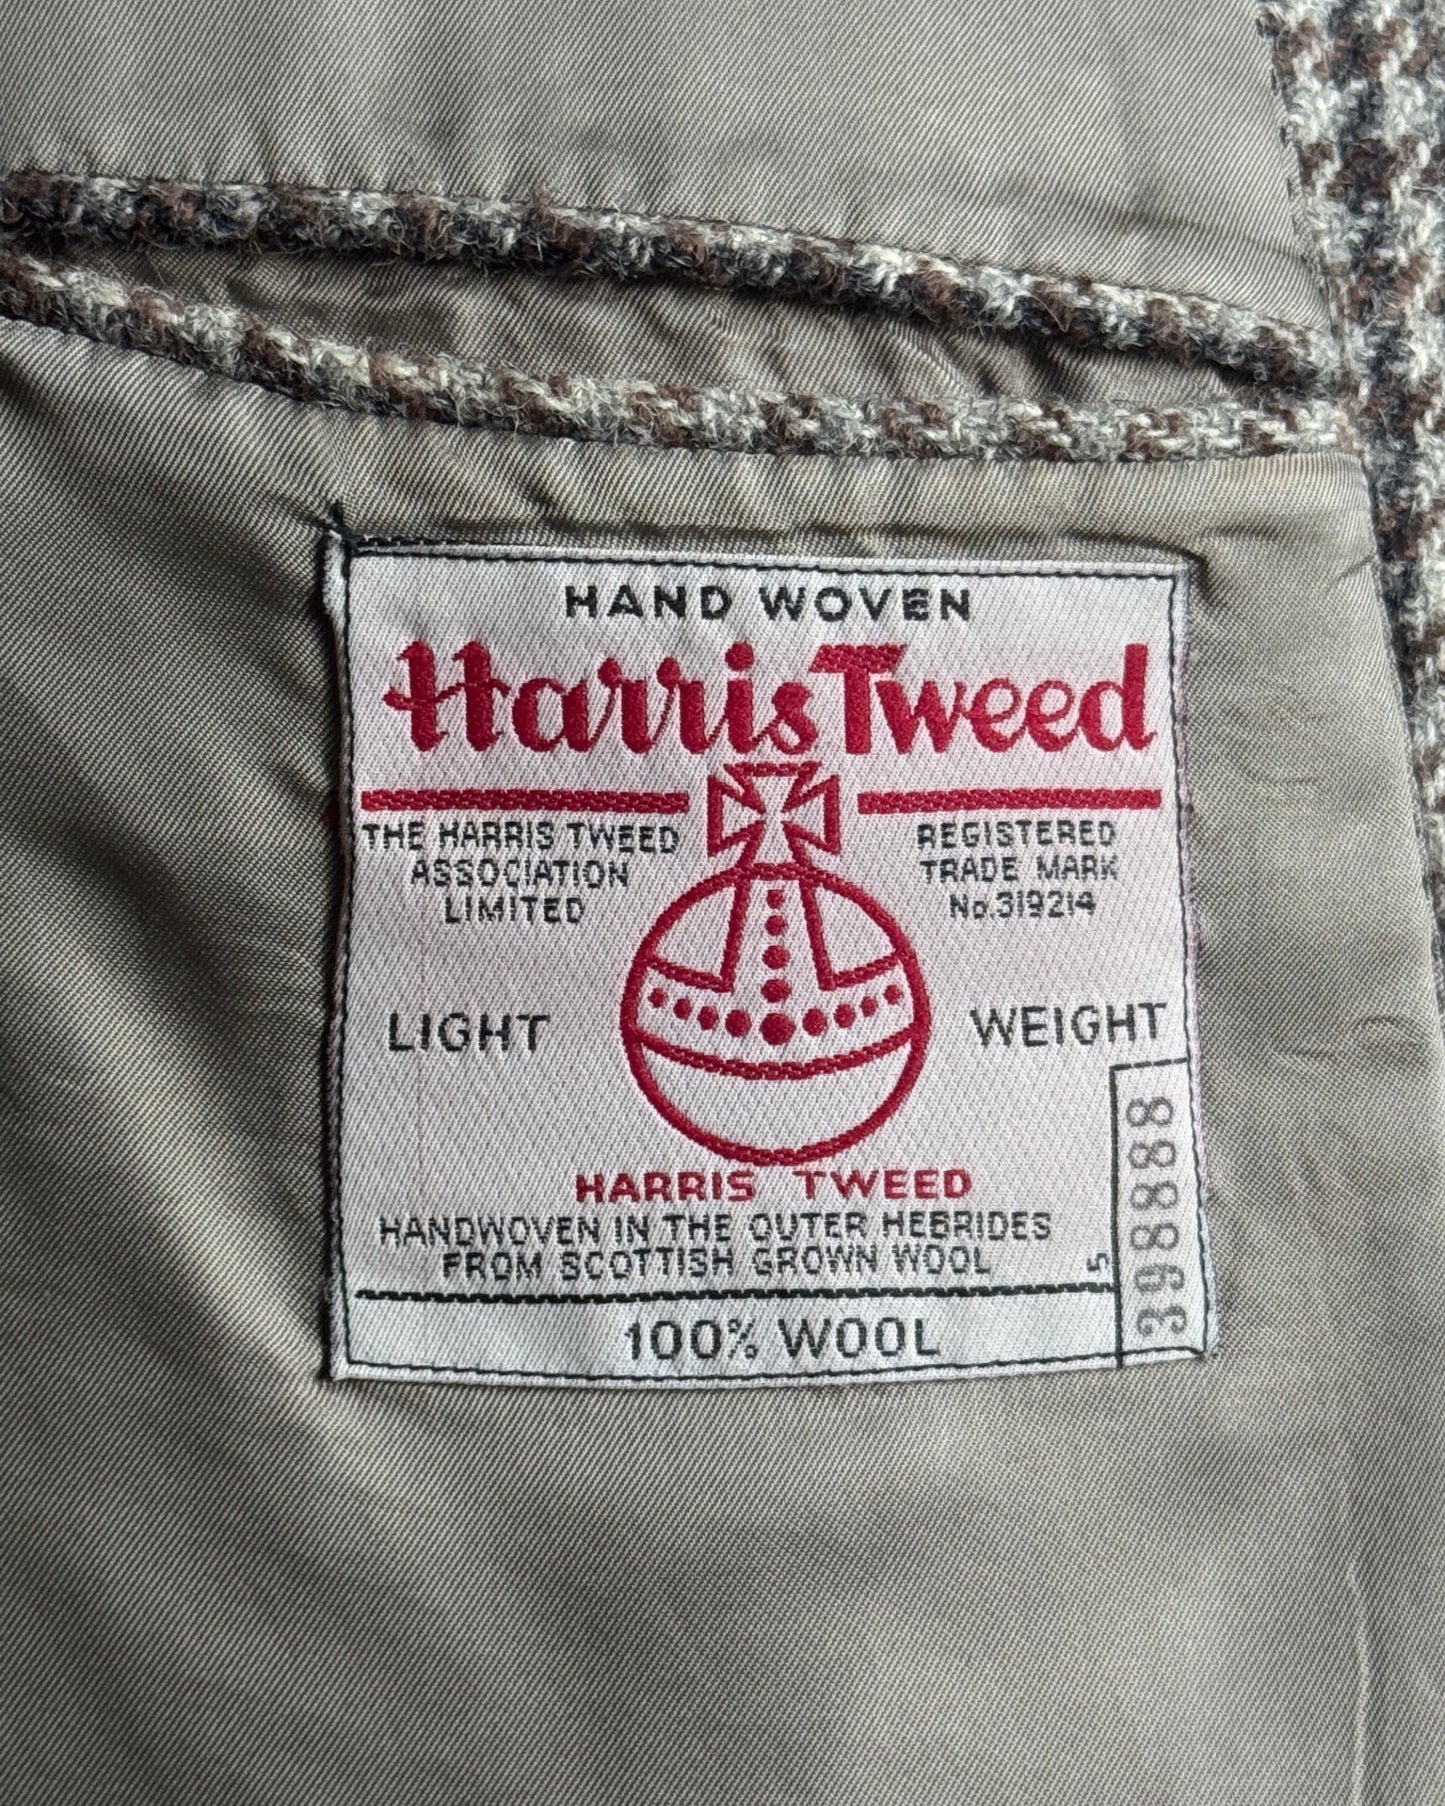 HAND WOVEN
Harris Tweed
THE HARRIS TWEED
ASSOCIATION
LIMITED
REGISTERED
TRADE MARK
No.319214
LIGHT WEIGHT
HARRIS TWEED
HANDWOVEN IN THE OUTER HEBRIDES
FROM SCOTTISH GROWN WOOL
5
398888
100% WOOL